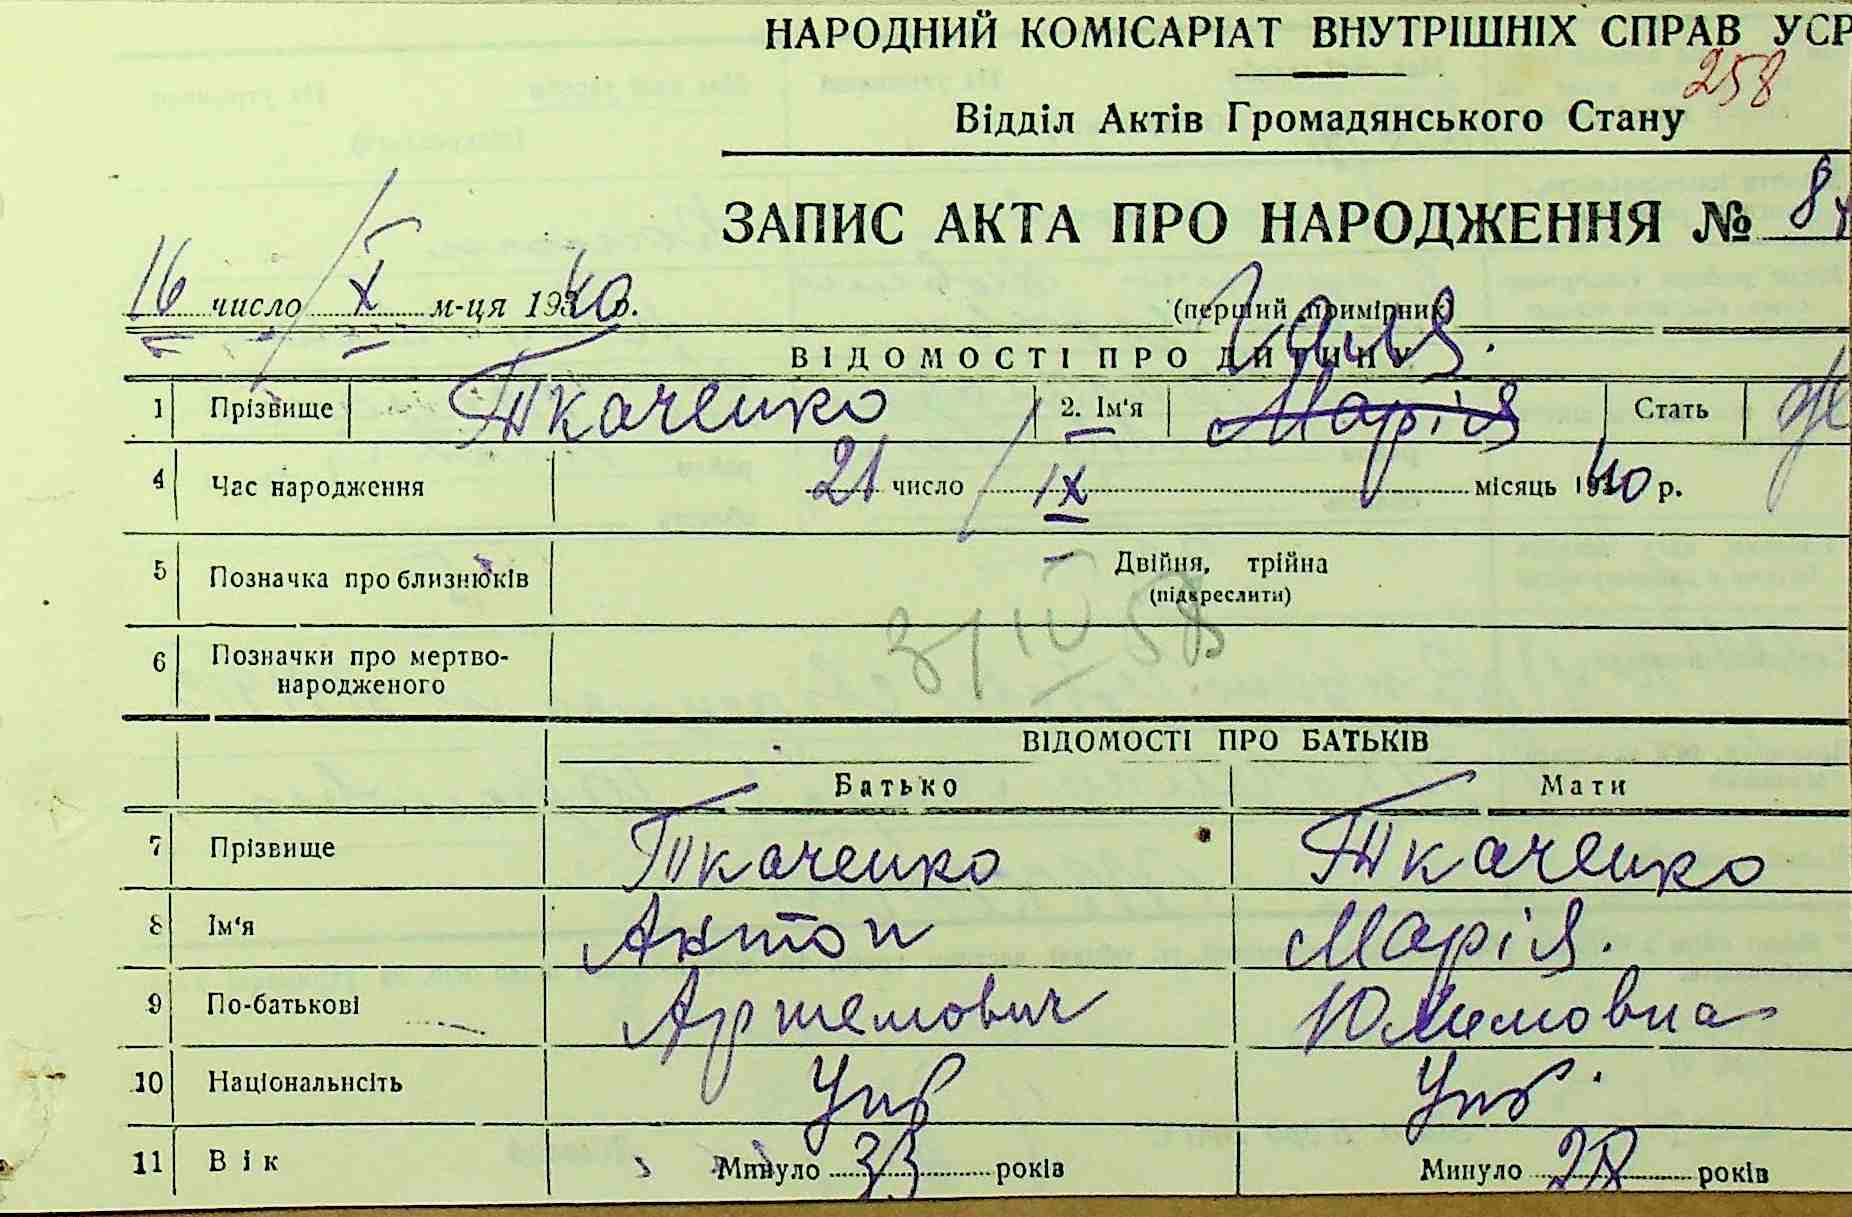 НАРОДНИЙ КОМІСАРІАТ ВНУТРІШНІХ СПРАВ УСР
258
Відділ Актів Громадянського Стану
ЗАПИС АКТА ПРО НАРОДЖЕННЯ № 8
16 число X м-ця 1940 р.
(перший примірник)
Галя.
ВІДОМОСТІ ПРО ДИТИНУ
1 Прізвище Ткаченко 2. Ім'я Марія Стать
4 Час народження 21 число IX місяць 1940 р.
5 Позначка про близнюків Двійня, трійна
(підкреслити)
6 Позначки про мертво-
народженого
ВІДОМОСТІ ПРО БАТЬКІВ
Батько Мати
7 Прізвище Ткаченко Ткаченко
8 Ім'я Антон Марія.
9 По-батькові Артемович
10 Національнсіть Укр Укр.
11 Вік Минуло 33 років Минуло 28 років